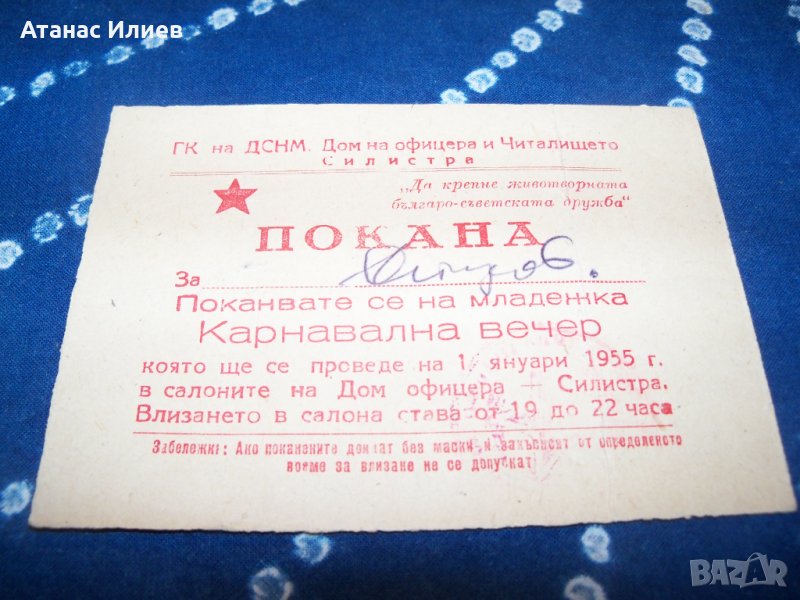 Атанас Илиев
ГК на ДСНМ. Дом на офицера и Читалището
Силистра
„Да крепне животворната
българо-съветската дружба"
ПОКАНА
За
Поканвате се на младежка
Карнавална вечер
която ще се проведе на 1 януари 1955 г.
в салоните на Дом офицера — Силистра.
Влизането в салона става от 19 до 22 часа
Забележка: Ако поканените дойдат без маски и закъснеят от определеното
време за влизане не се допускат
BAZAR